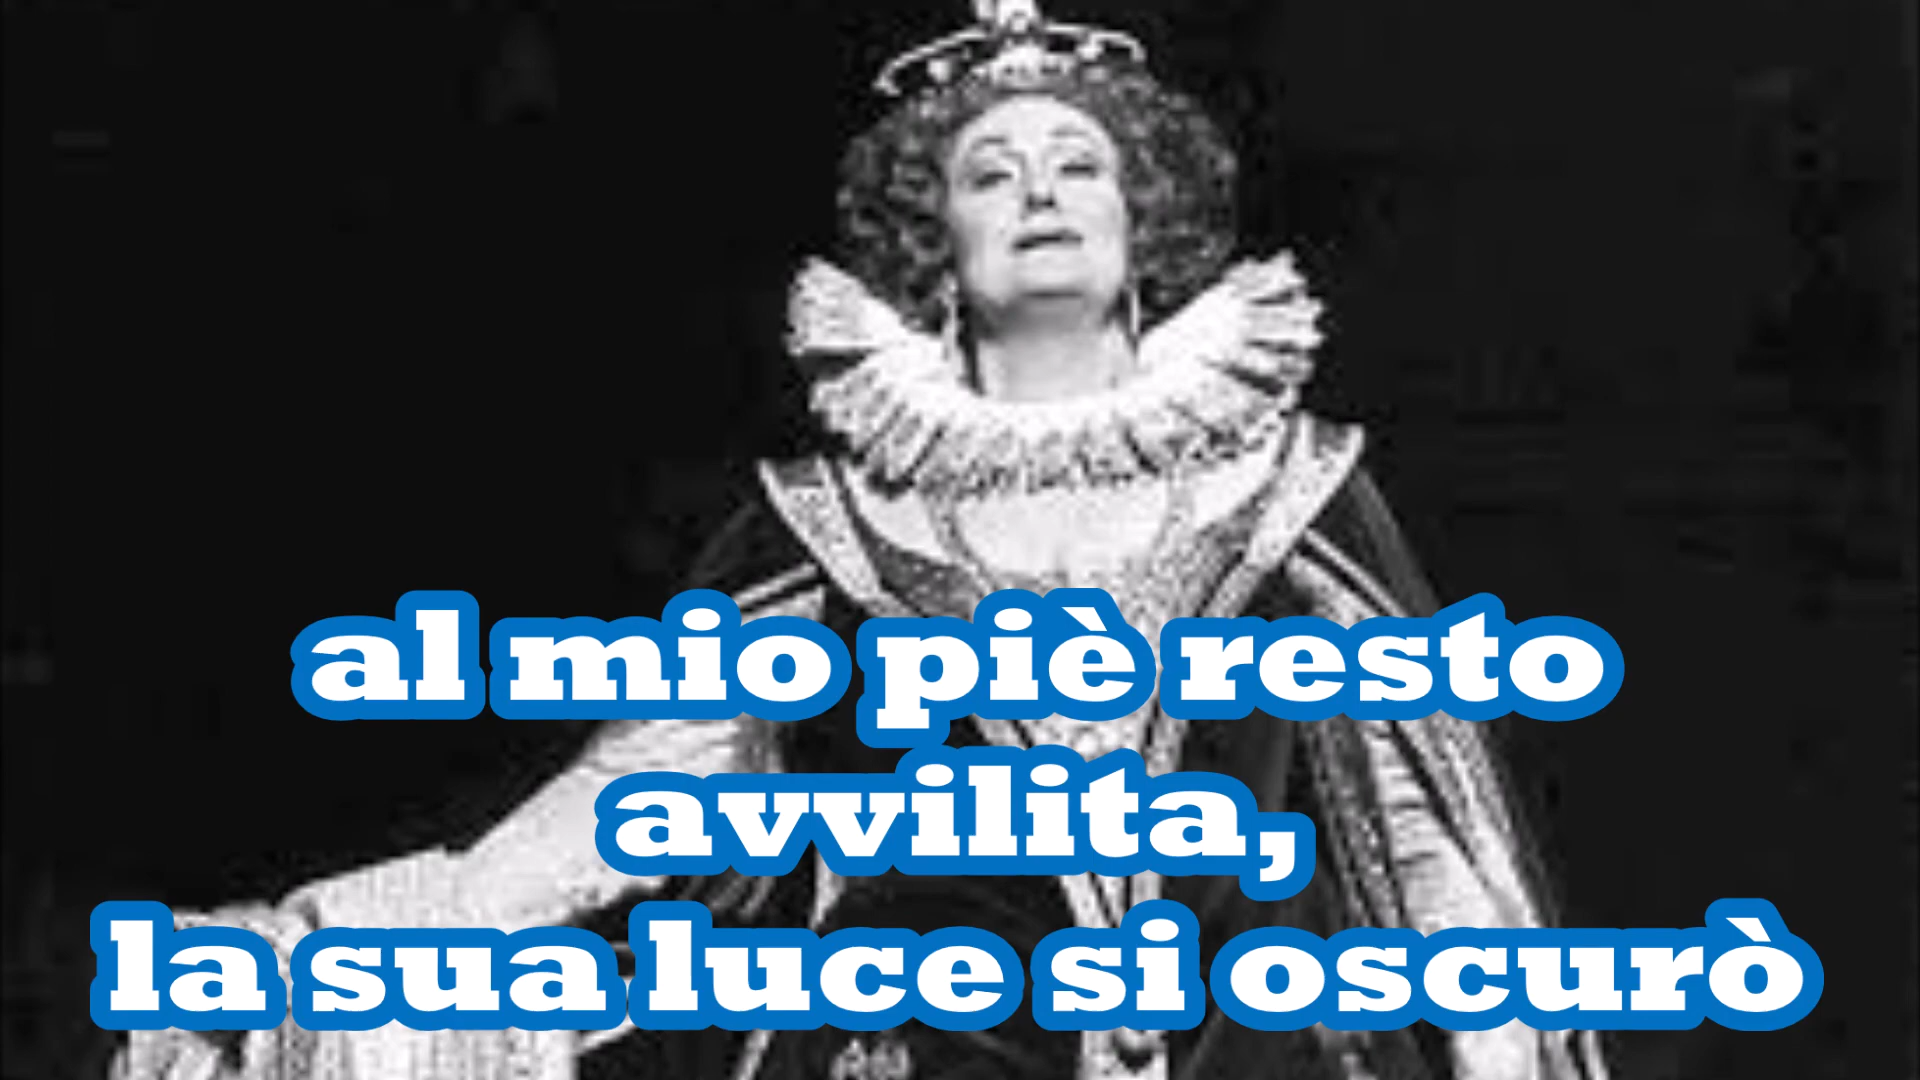 al mio piè resto
avvilita,
la sua luce si oscurò